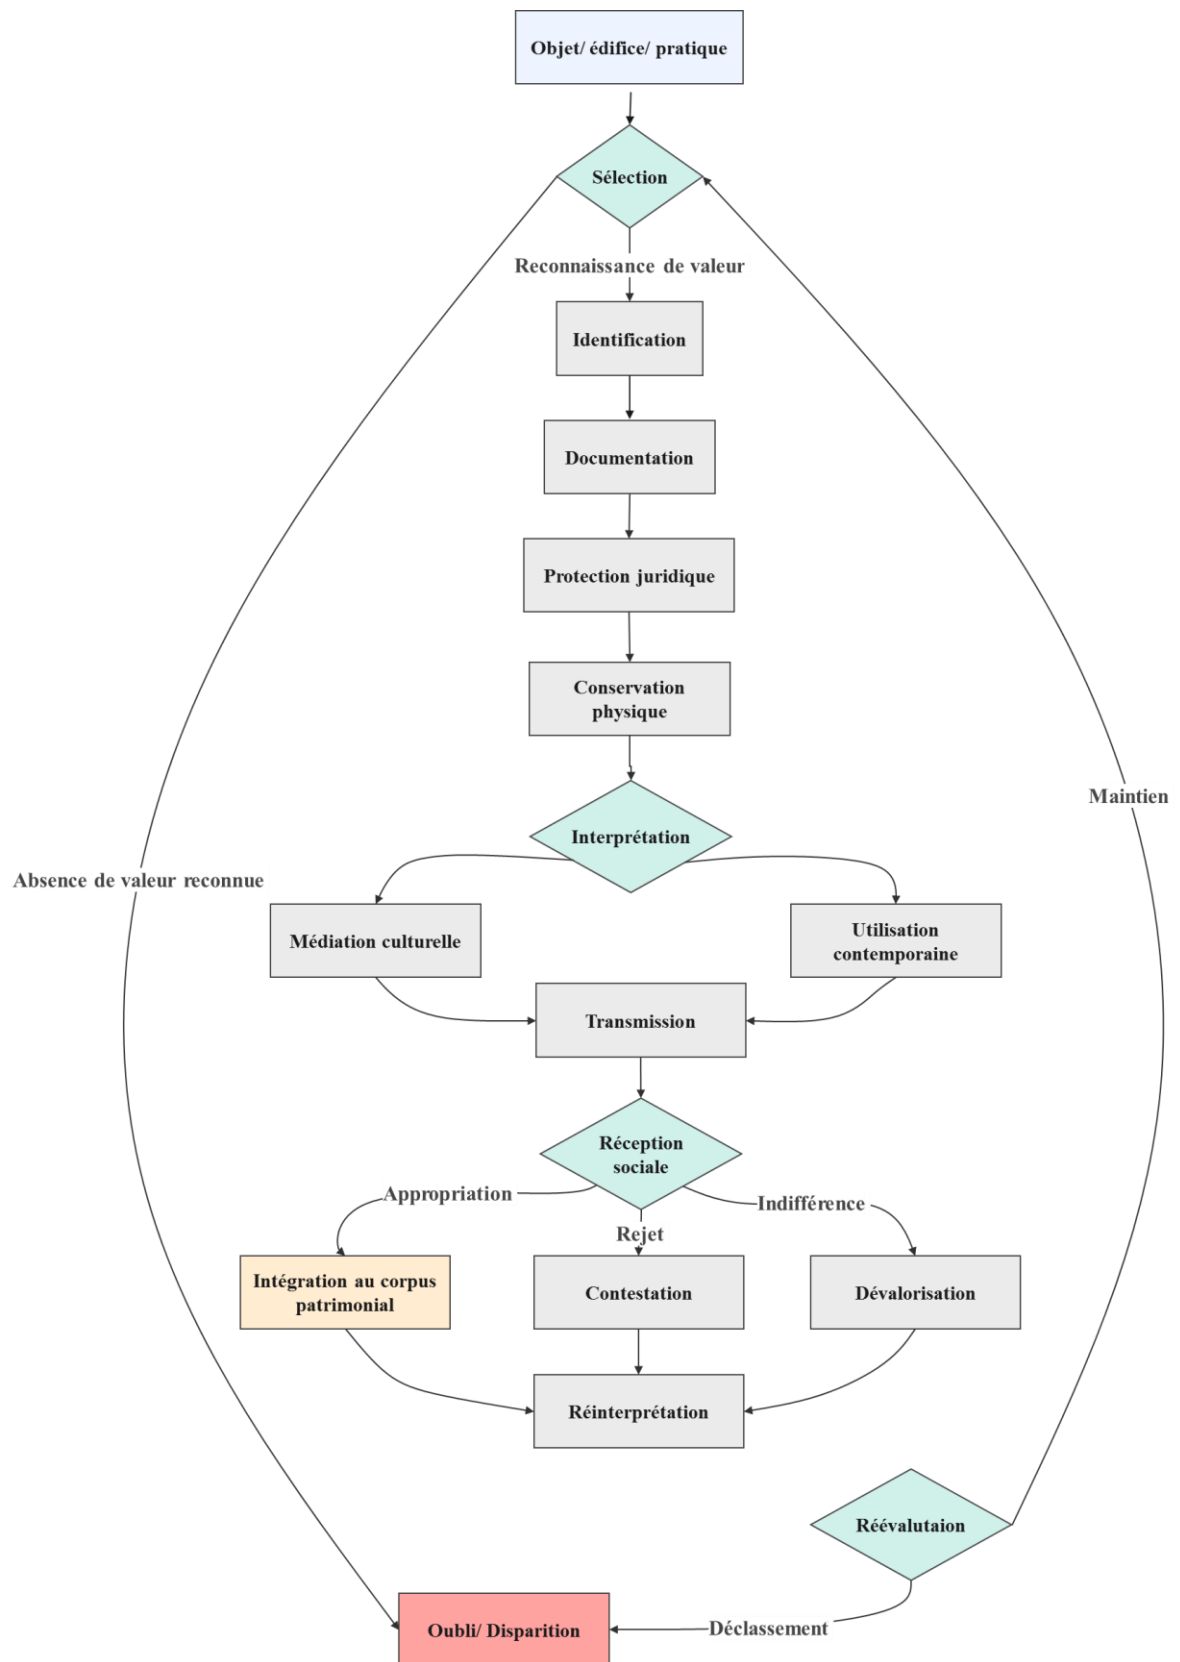 Objet/ édifice/ pratique
Sélection
Reconnaissance de valeur
Identification
Documentation
Protection juridique
Conservation
physique
Interprétation
Maintien
Absence de valeur reconnue
Médiation culturelle
Utilisation
contemporaine
Transmission
Réception
sociale
Appropriation
Rejet
Indifférence
Intégration au corpus
patrimonial
Contestation
Dévalorisation
Réinterprétation
Réévalutaion
Oubli/ Disparition
Déclassement